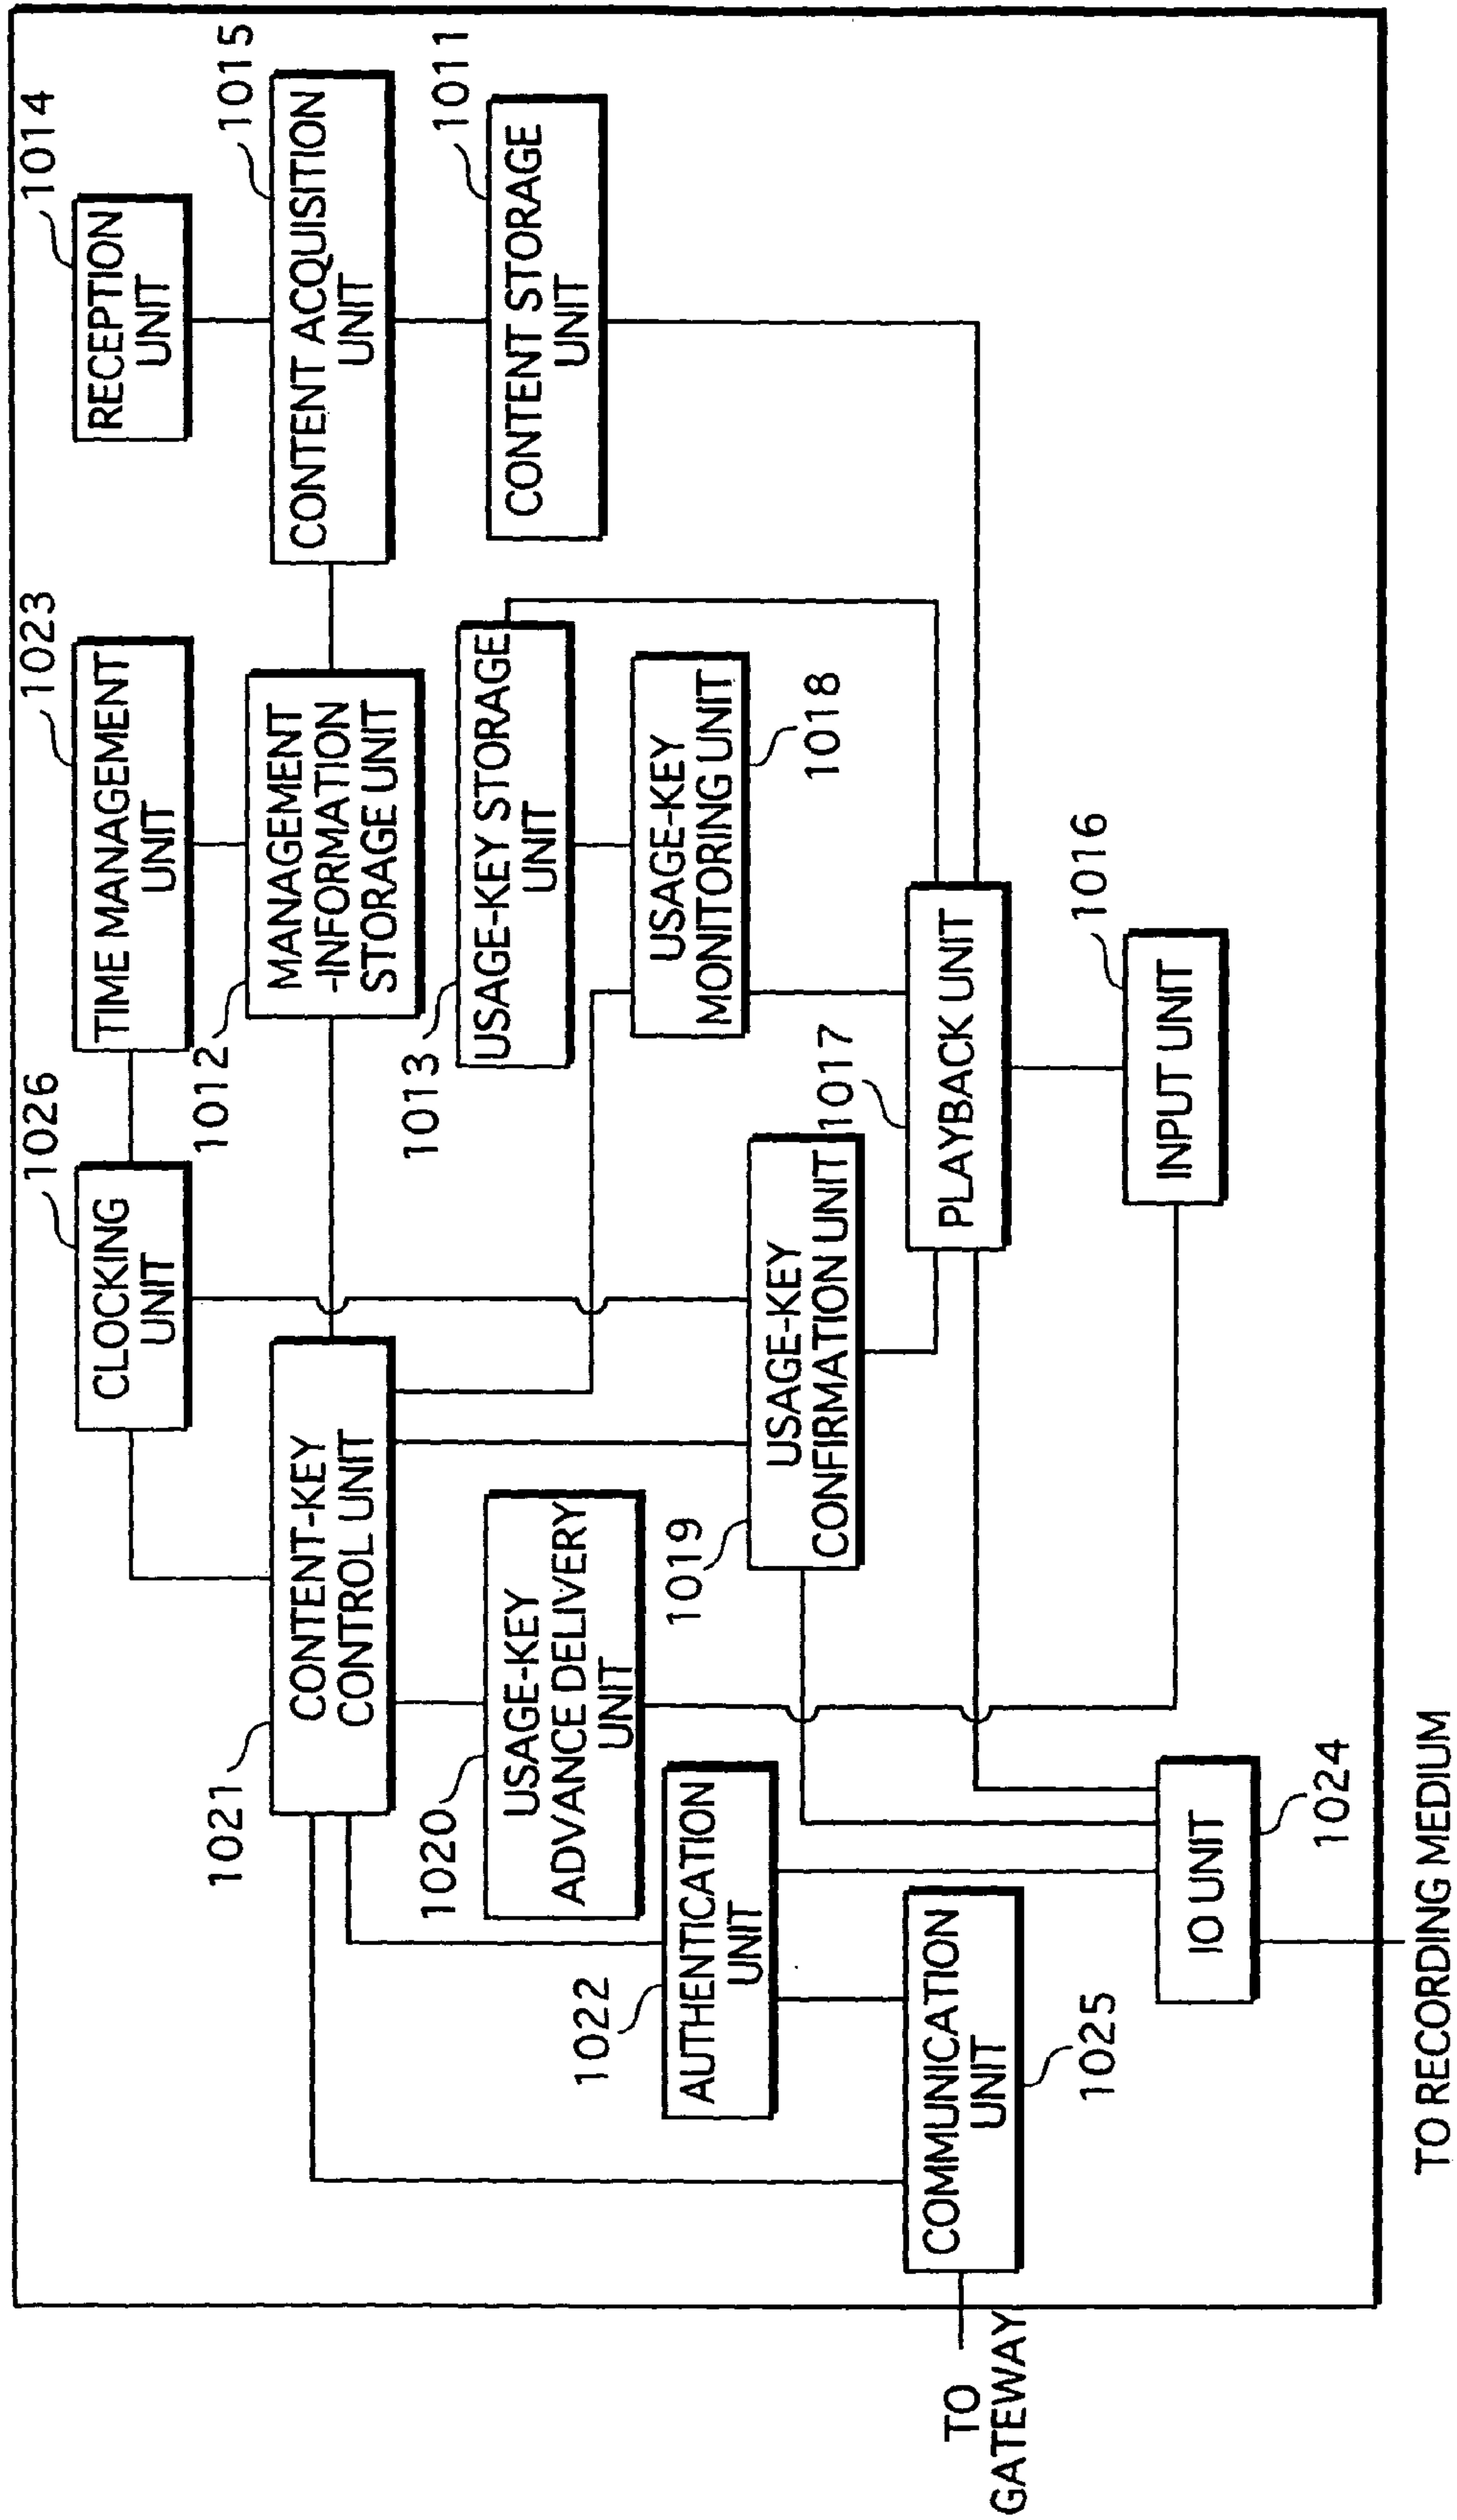 1014
RECEPTION
UNIT
1015
CONTENT ACQUISITION
UNIT
1011
CONTENT STORAGE
UNIT
1023
TIME MANAGEMENT
UNIT
1012
MANAGEMENT
-INFORMATION
STORAGE UNIT
1013
USAGE-KEY STORAGE
UNIT
USAGE-KEY
MONITORING UNIT
1018
1026
CLOCKING
UNIT
1017
PLAYBACK UNIT
1016
INPUT UNIT
1021
CONTENT-KEY
CONTROL UNIT
1020
USAGE-KEY
ADVANCE DELIVERY
UNIT
1019
USAGE-KEY
CONFIRMATION UNIT
1022
AUTHENTICATION
UNIT
COMMUNICATION
UNIT
1025
IO UNIT
1024
TO
GATEWAY
TO RECORDING MEDIUM